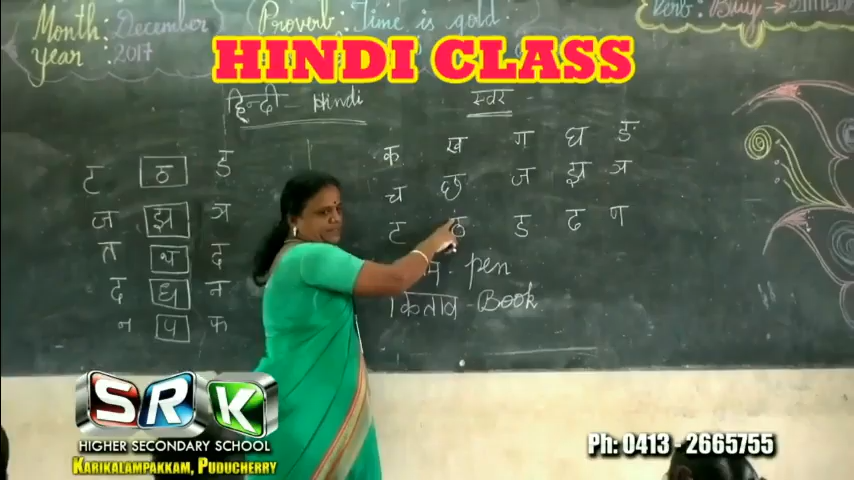 Month : December
Year : 2017
Proverb : Time is gold.
Verb : Buy →
HINDI CLASS
हिन्दी - Hindi
स्वर
ट ठ ड
ज झ ञ
त थ द
द ध न
न प फ
क ख ग घ ङ
च छ ज झ ञ
ट ठ ड ढ ण
- pen
किताब - Book
SRK
HIGHER SECONDARY SCHOOL
KARIKALAMPAKKAM, PUDUCHERRY
Ph: 0413 - 2665755